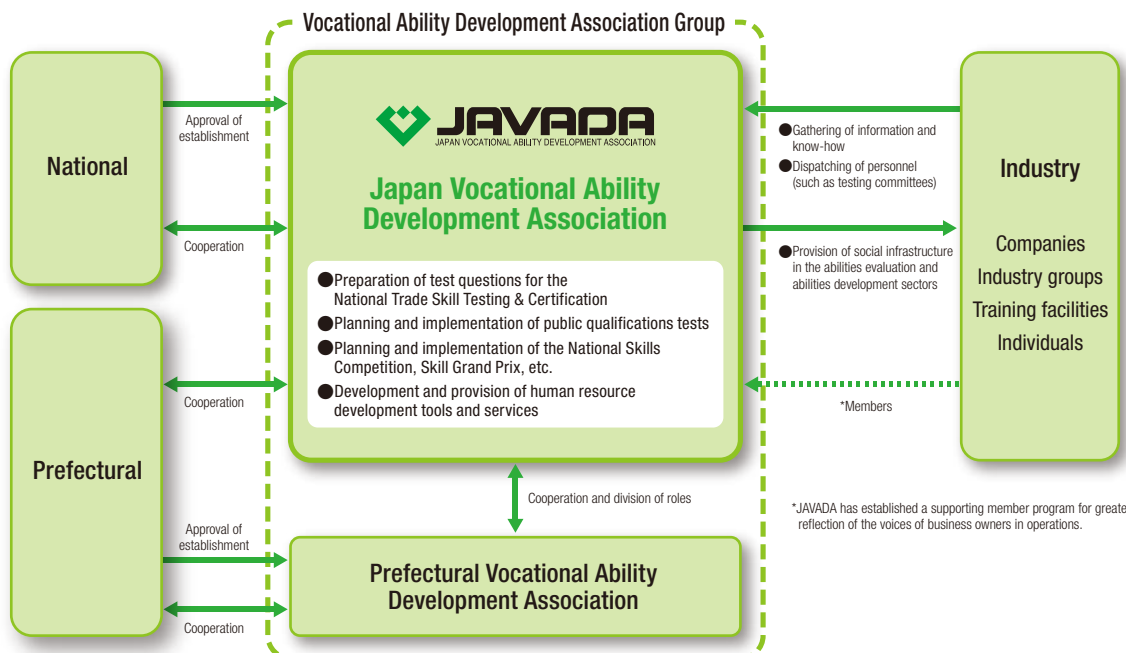 Vocational Ability Development Association Group
National
Approval of
establishment
Cooperation
JAVADA
JAPAN VOCATIONAL ABILITY DEVELOPMENT ASSOCIATION
Japan Vocational Ability
Development Association
●Preparation of test questions for the
National Trade Skill Testing & Certification
●Planning and implementation of public qualifications tests
●Planning and implementation of the National Skills
Competition, Skill Grand Prix, etc.
●Development and provision of human resource
development tools and services
●Gathering of information and
know-how
●Dispatching of personnel
(such as testing committees)
●Provision of social infrastructure
in the abilities evaluation and
abilities development sectors
*Members
Industry
Companies
Industry groups
Training facilities
Individuals
Prefectural
Cooperation
Approval of
establishment
Cooperation
Cooperation and division of roles
Prefectural Vocational Ability
Development Association
*JAVADA has established a supporting member program for greate
reflection of the voices of business owners in operations.